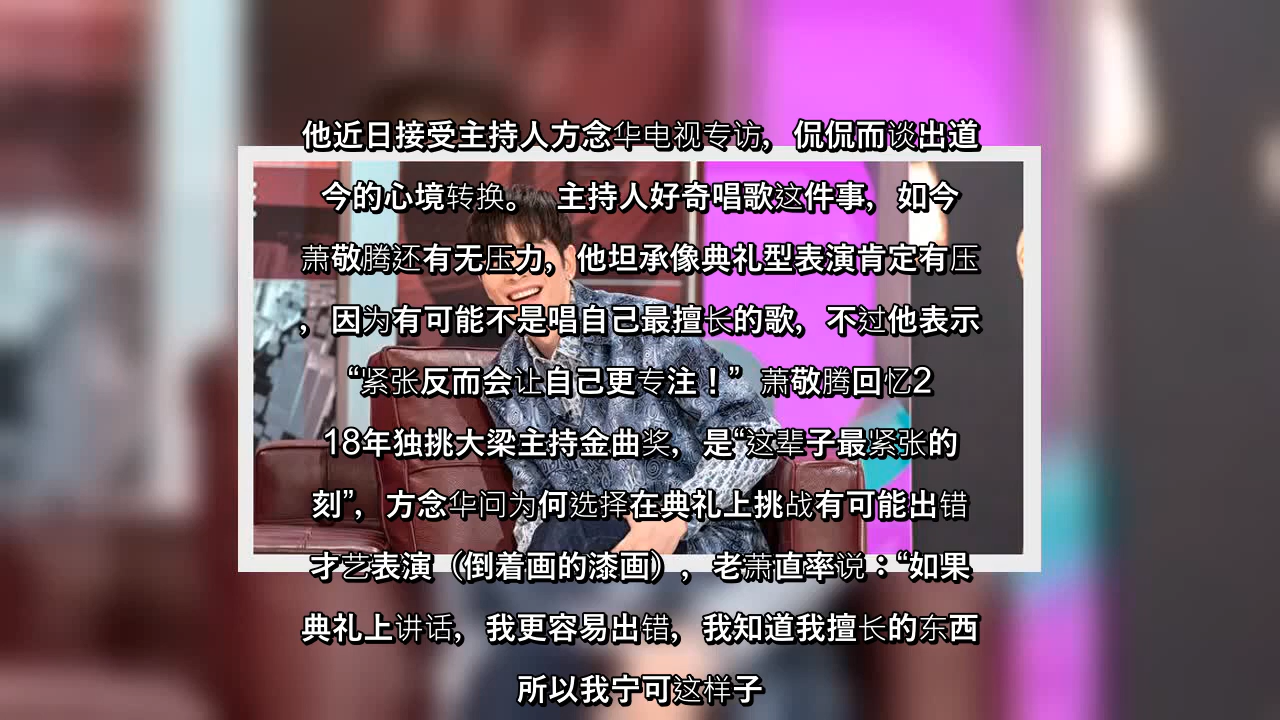 他近日接受主持人方念华电视专访，侃侃而谈出道
今的心境转换。 主持人好奇唱歌这件事，如今
萧敬腾还有无压力，他坦承像典礼型表演肯定有压
，因为有可能不是唱自己最擅长的歌，不过他表示
“紧张反而会让自己更专注！” 萧敬腾回忆2
18年独挑大梁主持金曲奖，是“这辈子最紧张的
刻”，方念华问为何选择在典礼上挑战有可能出错
才艺表演（倒着画的漆画），老萧直率说：“如果
典礼上讲话，我更容易出错，我知道我擅长的东西
所以我宁可这样子